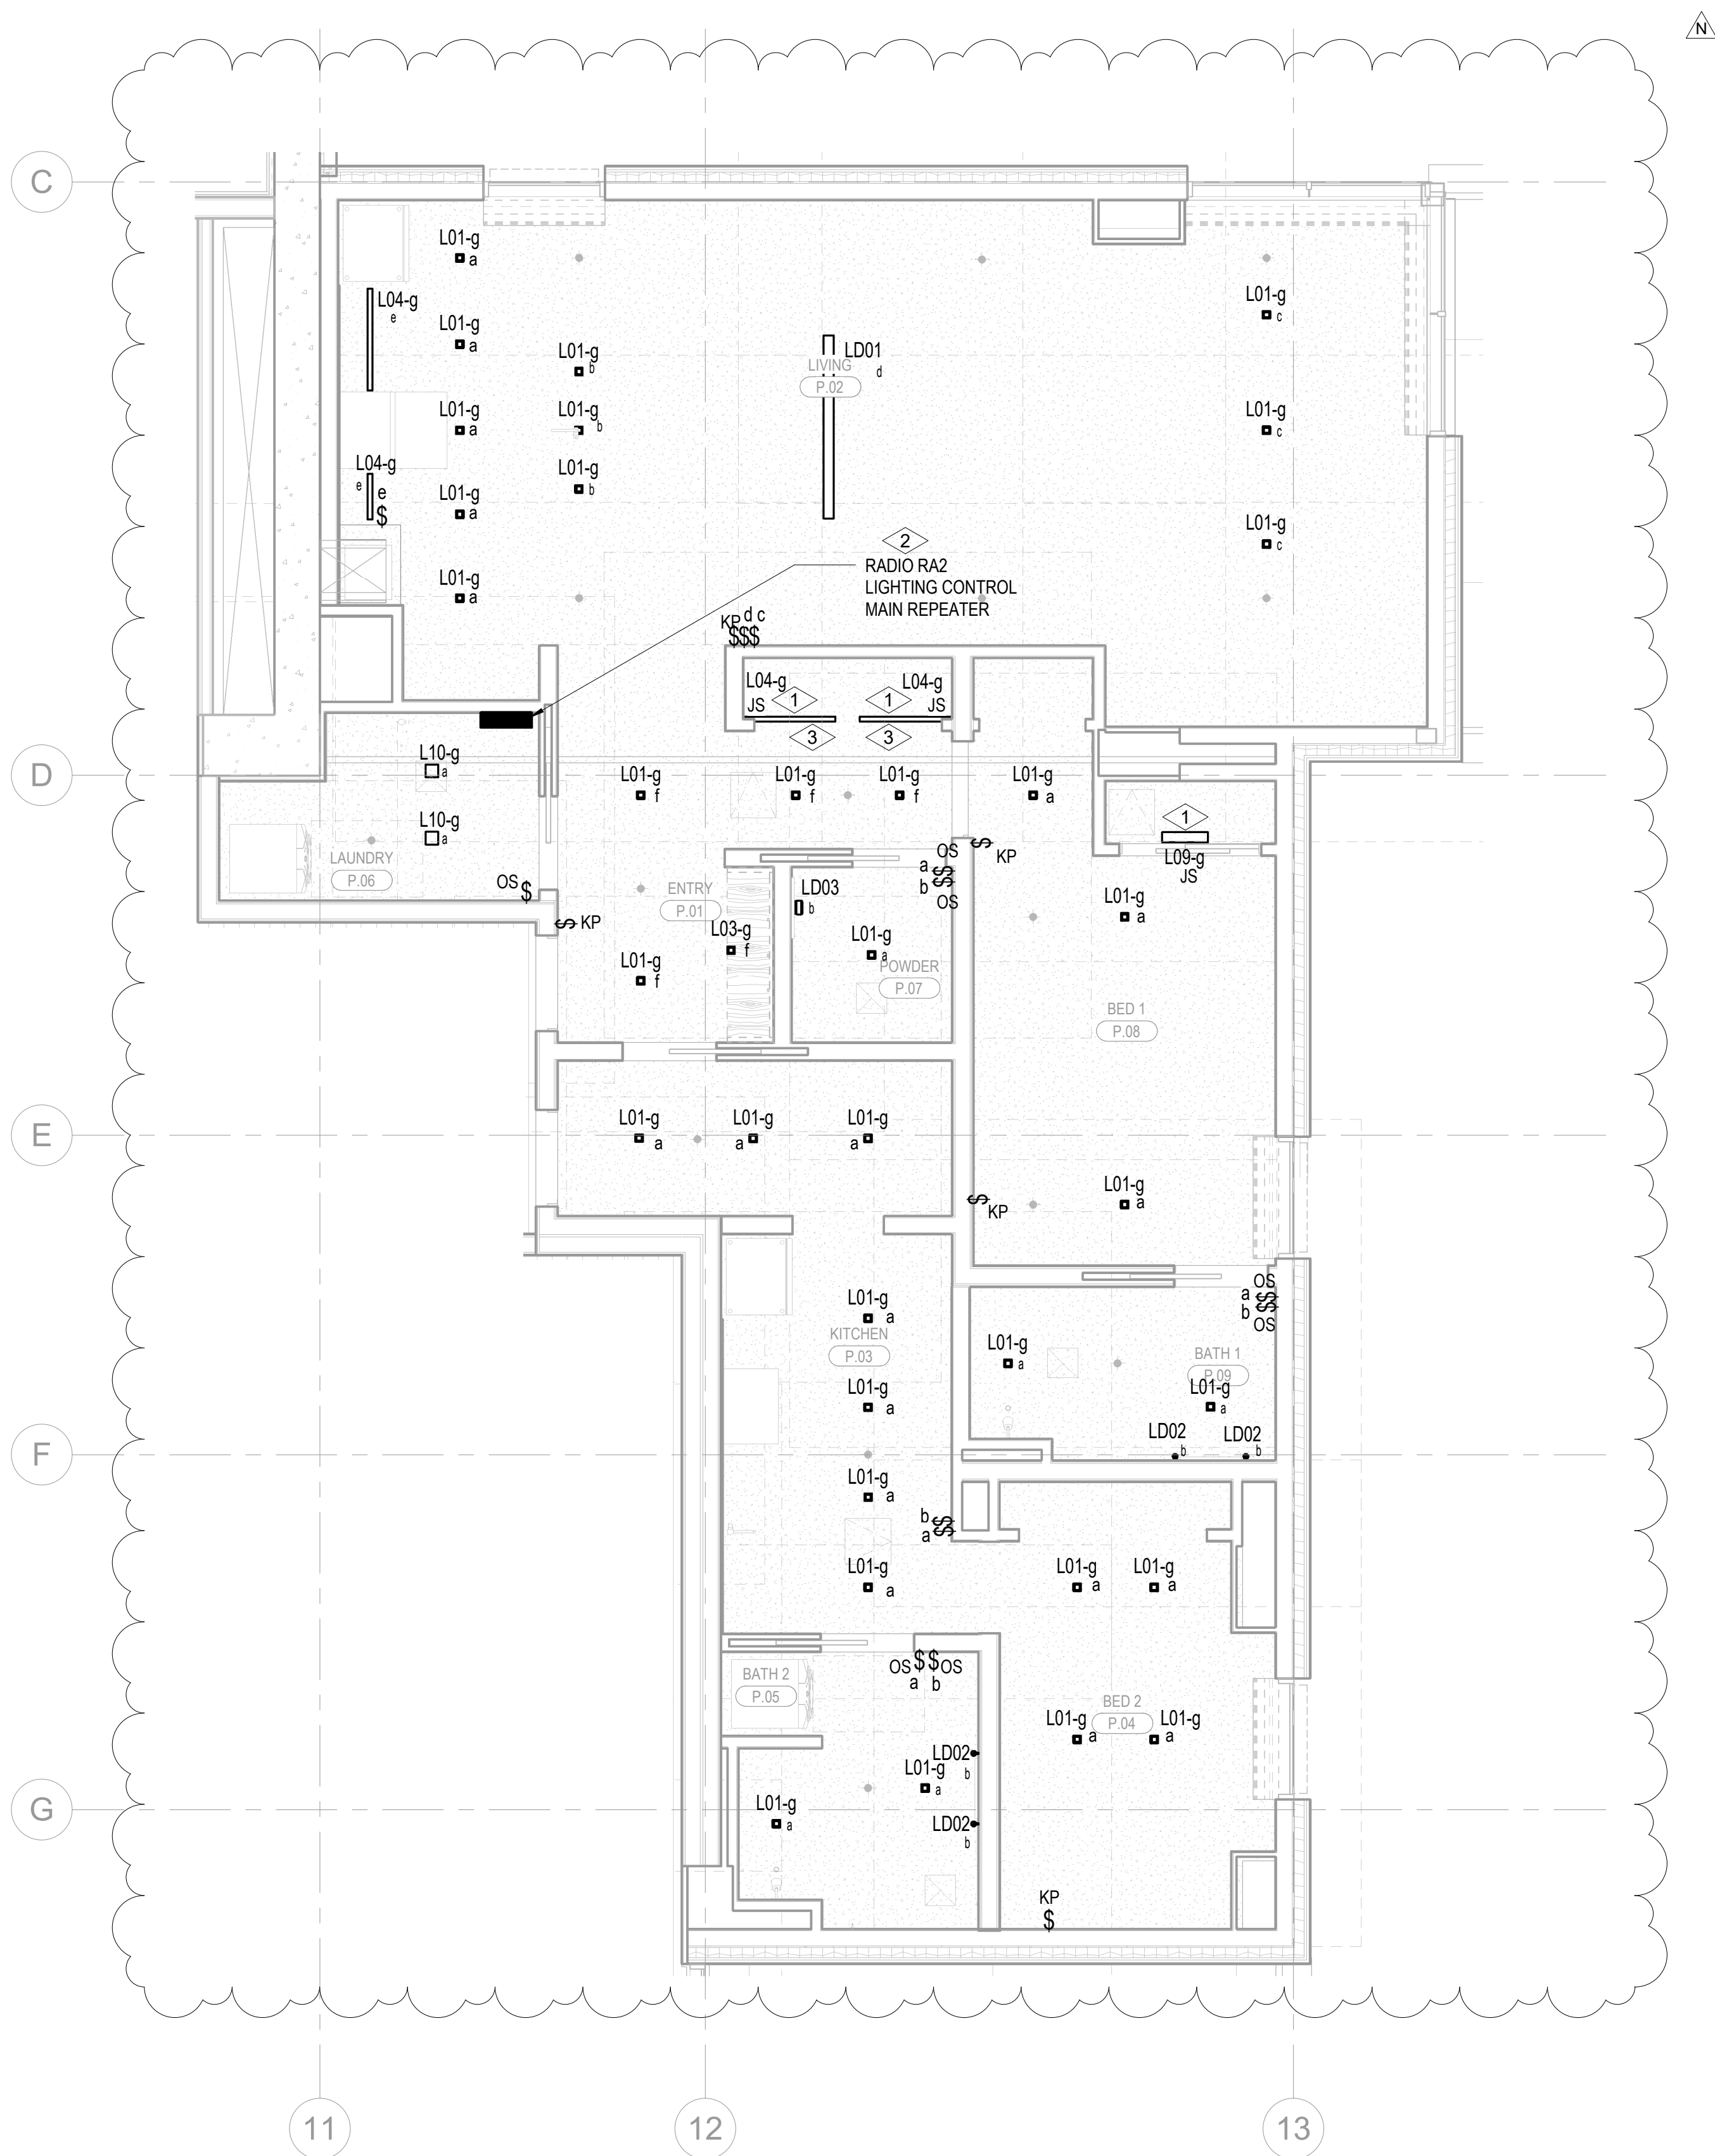 N
C
L01-g
a
L04-g
e
L01-g
c
L01-g
a
L01-g
b
LD01
d
LIVING
P.02
L01-g
a
L01-g
b
L01-g
c
L04-g
e
e
$
L01-g
b
L01-g
a
2
RADIO RA2
LIGHTING CONTROL
MAIN REPEATER
L01-g
c
L01-g
a
KP d c
$$$
L04-g
JS
1
3
1
L04-g
JS
3
D
L10-g
a
L01-g
f
L01-g
f
L01-g
f
L01-g
a
L10-g
a
1
L09-g
JS
LAUNDRY
P.06
OS $
$ KP
ENTRY
P.01
L03-g
f
L01-g
f
LD03
b
OS
a $
b $
OS
$ KP
L01-g
a
POWDER
P.07
L01-g
a
BED 1
P.08
E
L01-g
a
L01-g
a
L01-g
a
L01-g
a
$ KP
L01-g
a
KITCHEN
P.03
OS
a $
b $
OS
L01-g
a
BATH 1
P.09
L01-g
a
L01-g
a
F
LD02
b
LD02
b
L01-g
a
b $
a $
L01-g
a
L01-g
a
L01-g
a
BATH 2
P.05
OS $ $ OS
a b
BED 2
P.04
L01-g
a
L01-g
a
LD02
b
L01-g
a
G
L01-g
a
LD02
b
KP
$
11
12
13